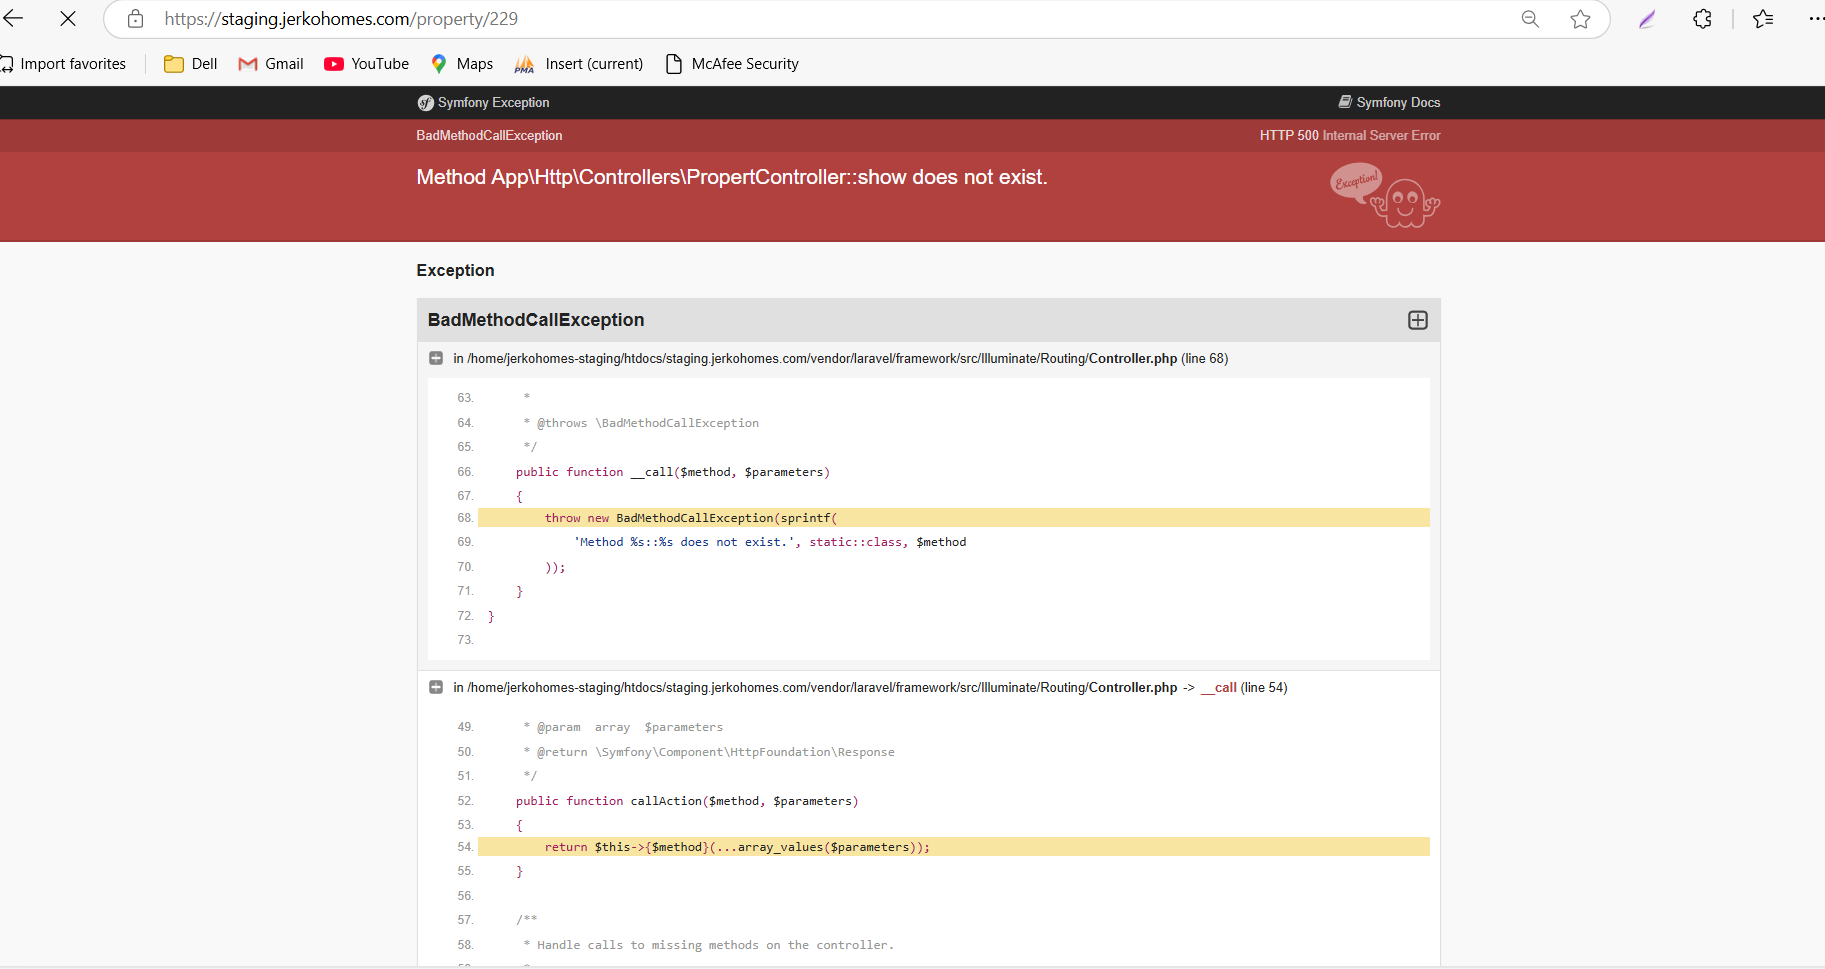 https://staging.jerkohomes.com/property/229
Import favorites Dell Gmail YouTube Maps PMA Insert (current) McAfee Security
sf Symfony Exception Symfony Docs
BadMethodCallException HTTP 500 Internal Server Error
Method App\Http\Controllers\PropertController::show does not exist.
Exception!
Exception
BadMethodCallException
in /home/jerkohomes-staging/htdocs/staging.jerkohomes.com/vendor/laravel/framework/src/Illuminate/Routing/Controller.php (line 68)
63. *
64. * @throws \BadMethodCallException
65. */
66. public function __call($method, $parameters)
67. {
68. throw new BadMethodCallException(sprintf(
69. 'Method %s::%s does not exist.', static::class, $method
70. ));
71. }
72. }
73.
in /home/jerkohomes-staging/htdocs/staging.jerkohomes.com/vendor/laravel/framework/src/Illuminate/Routing/Controller.php -> __call (line 54)
49. * @param array $parameters
50. * @return \Symfony\Component\HttpFoundation\Response
51. */
52. public function callAction($method, $parameters)
53. {
54. return $this->{$method}(...array_values($parameters));
55. }
56.
57. /**
58. * Handle calls to missing methods on the controller.